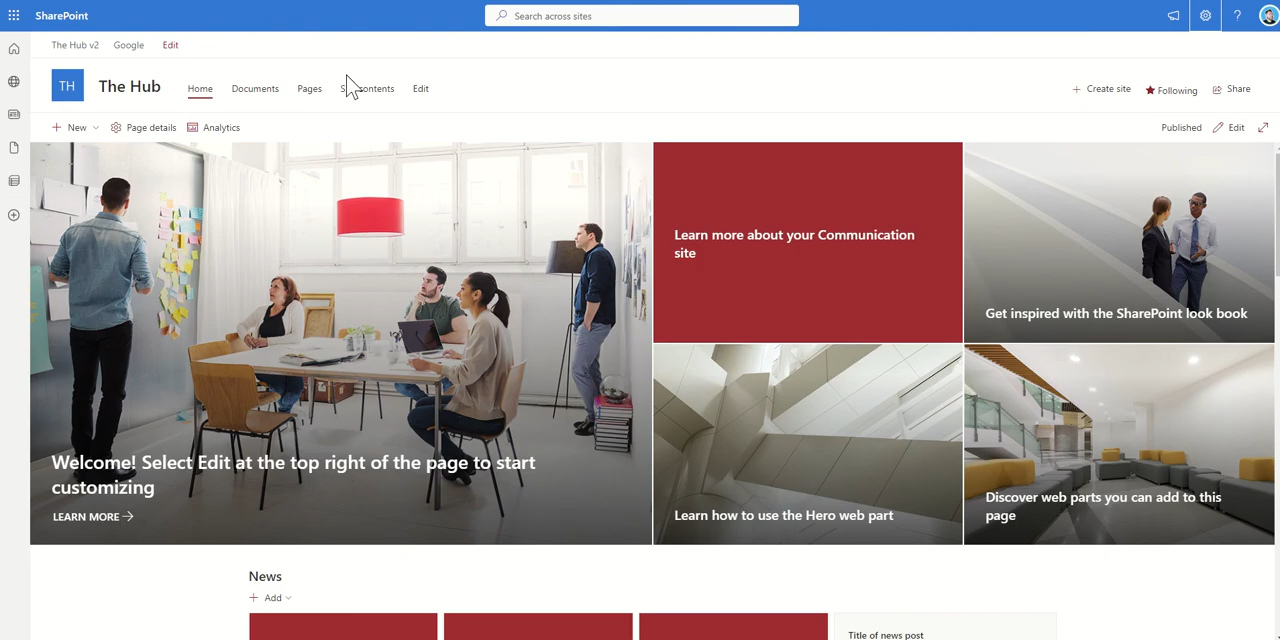 SharePoint
Search across sites
?
The Hub v2 Google Edit
TH The Hub Home Documents Pages contents Edit
+ Create site Following Share
+ New Page details Analytics
Published Edit
Learn more about your Communication
site
Get inspired with the SharePoint look book
Welcome! Select Edit at the top right of the page to start
customizing
LEARN MORE
Learn how to use the Hero web part
Discover web parts you can add to this
page
News
+ Add
Title of news post